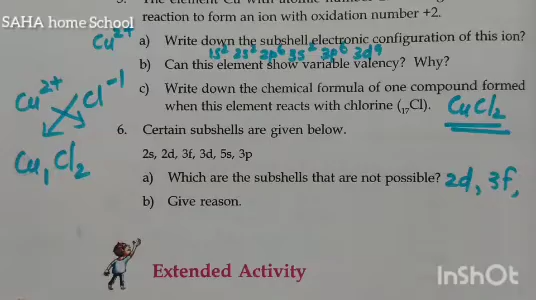 SAHA home School
reaction to form an ion with oxidation number +2.
Cu2+
a) Write down the subshell electronic configuration of this ion?
1s2 2s2 2p6 3s2 3p6 3d9
b) Can this element show variable valency? Why?
Cu2+ Cl-1
c) Write down the chemical formula of one compound formed
when this element reacts with chlorine (17Cl). CuCl2
6. Certain subshells are given below.
Cu1 Cl2
2s, 2d, 3f, 3d, 5s, 3p
a) Which are the subshells that are not possible? 2d, 3f,
b) Give reason.
Extended Activity
InShOt